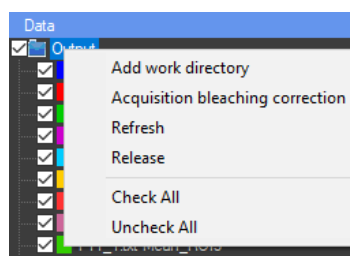 Data
Output
Add work directory
Acquisition bleaching correction
Refresh
Release
Check All
Uncheck All